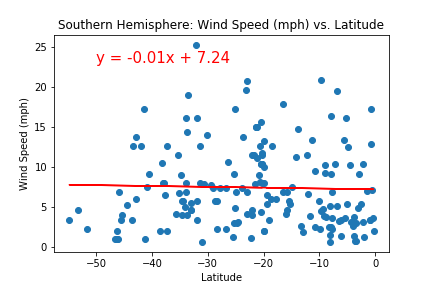 Southern Hemisphere: Wind Speed (mph) vs. Latitude
y = -0.01x + 7.24
Wind Speed (mph)
25
20
15
10
5
0
−50 −40 −30 −20 −10 0
Latitude